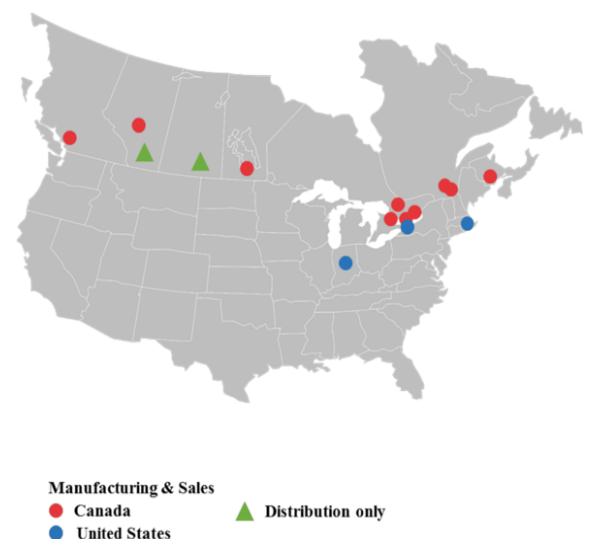 Manufacturing & Sales
Canada
Distribution only
United States